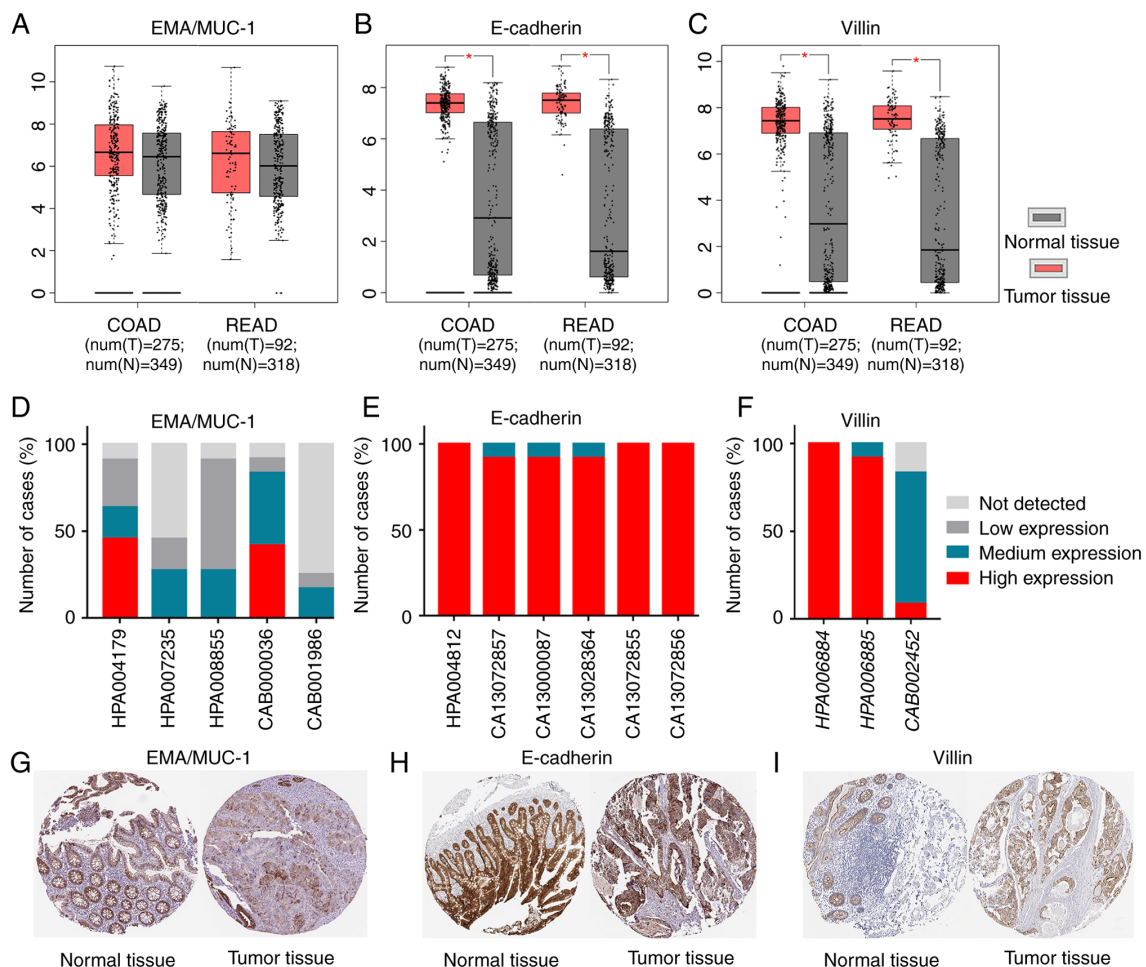 A
EMA/MUC-1
B
E-cadherin
C
Villin
10
8
6
4
2
0
8
6
4
2
0
10
8
6
4
2
0
*
*
*
*
COAD
(num(T)=275;
num(N)=349)
READ
(num(T)=92;
num(N)=318)
COAD
(num(T)=275;
num(N)=349)
READ
(num(T)=92;
num(N)=318)
COAD
(num(T)=275;
num(N)=349)
READ
(num(T)=92;
num(N)=318)
Normal tissue
Tumor tissue
D
EMA/MUC-1
Number of cases (%)
100
50
0
HPA004179
HPA007235
HPA008855
CAB000036
CAB001986
E
E-cadherin
Number of cases (%)
100
50
0
HPA004812
CA13072857
CA13000087
CA13028364
CA13072855
CA13072856
F
Villin
Number of cases (%)
100
50
0
HPA006884
HPA006885
CAB002452
Not detected
Low expression
Medium expression
High expression
G
EMA/MUC-1
Normal tissue
Tumor tissue
H
E-cadherin
Normal tissue
Tumor tissue
I
Villin
Normal tissue
Tumor tissue